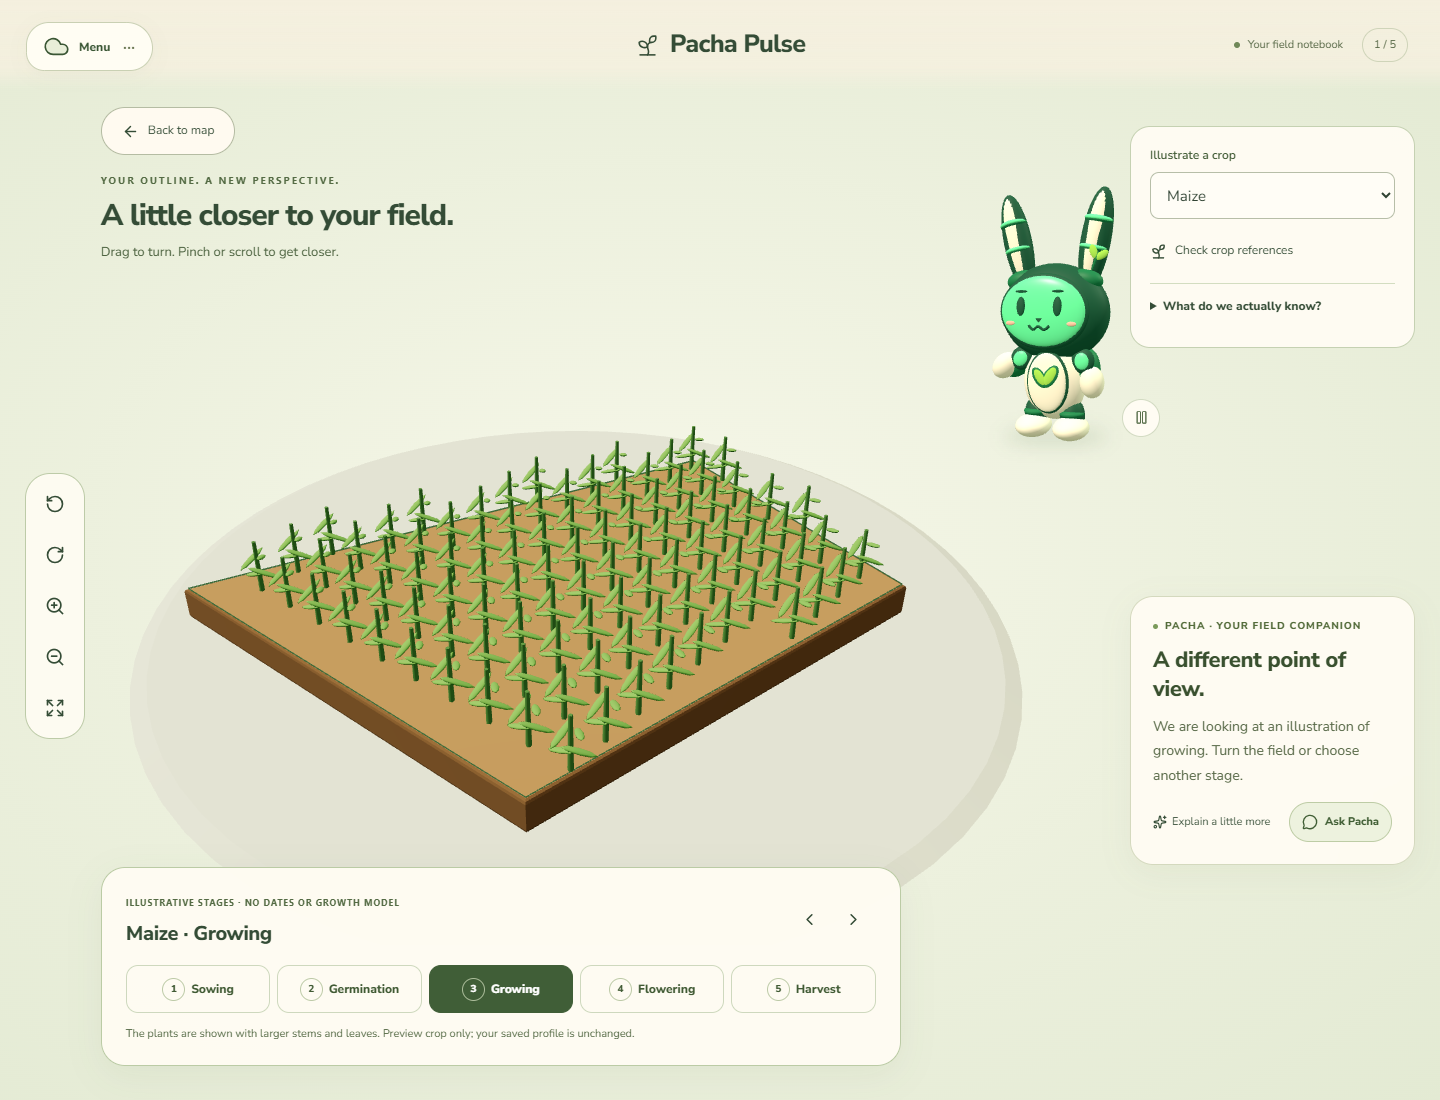 Menu ...
Pacha Pulse
Your field notebook
1 / 5
Back to map
YOUR OUTLINE. A NEW PERSPECTIVE.
A little closer to your field.
Drag to turn. Pinch or scroll to get closer.
Illustrate a crop
Maize
Check crop references
What do we actually know?
PACHA · YOUR FIELD COMPANION
A different point of
view.
We are looking at an illustration of
growing. Turn the field or choose
another stage.
Explain a little more
Ask Pacha
ILLUSTRATIVE STAGES · NO DATES OR GROWTH MODEL
Maize · Growing
1 Sowing
2 Germination
3 Growing
4 Flowering
5 Harvest
The plants are shown with larger stems and leaves. Preview crop only; your saved profile is unchanged.